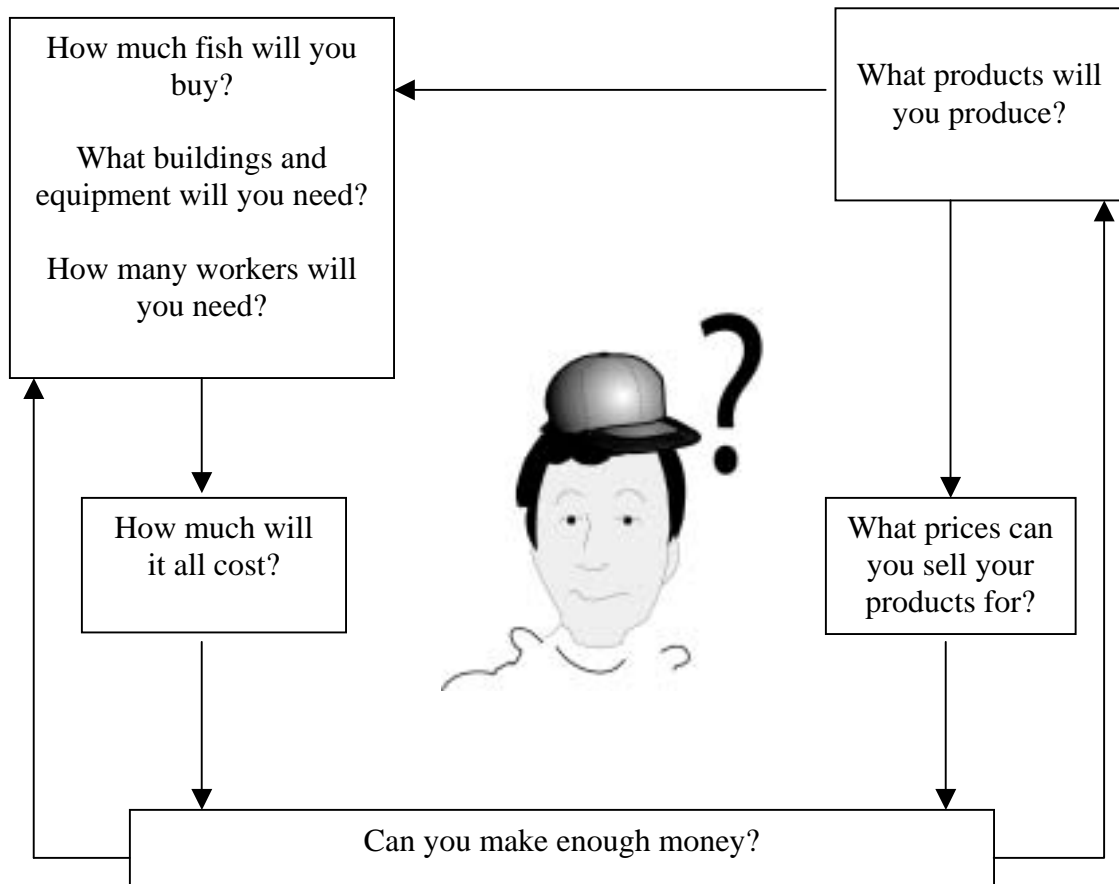 How much fish will you
buy?
What buildings and
equipment will you need?
How many workers will
you need?
What products will
you produce?
?
How much will
it all cost?
What prices can
you sell your
products for?
Can you make enough money?